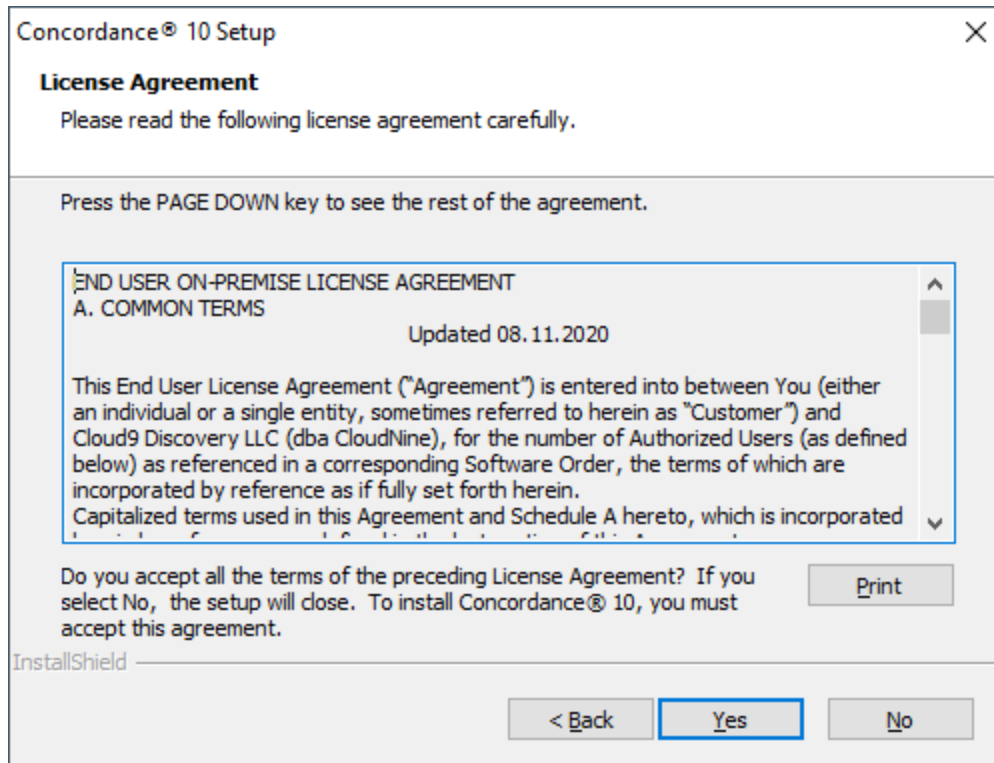 Concordance® 10 Setup
License Agreement
Please read the following license agreement carefully.
Press the PAGE DOWN key to see the rest of the agreement.
END USER ON-PREMISE LICENSE AGREEMENT
A. COMMON TERMS
Updated 08.11.2020
This End User License Agreement ("Agreement") is entered into between You (either
an individual or a single entity, sometimes referred to herein as "Customer") and
Cloud9 Discovery LLC (dba CloudNine), for the number of Authorized Users (as defined
below) as referenced in a corresponding Software Order, the terms of which are
incorporated by reference as if fully set forth herein.
Capitalized terms used in this Agreement and Schedule A hereto, which is incorporated
Do you accept all the terms of the preceding License Agreement?  If you
select No,  the setup will close.  To install Concordance® 10, you must
accept this agreement.
Print
InstallShield
< Back
Yes
No